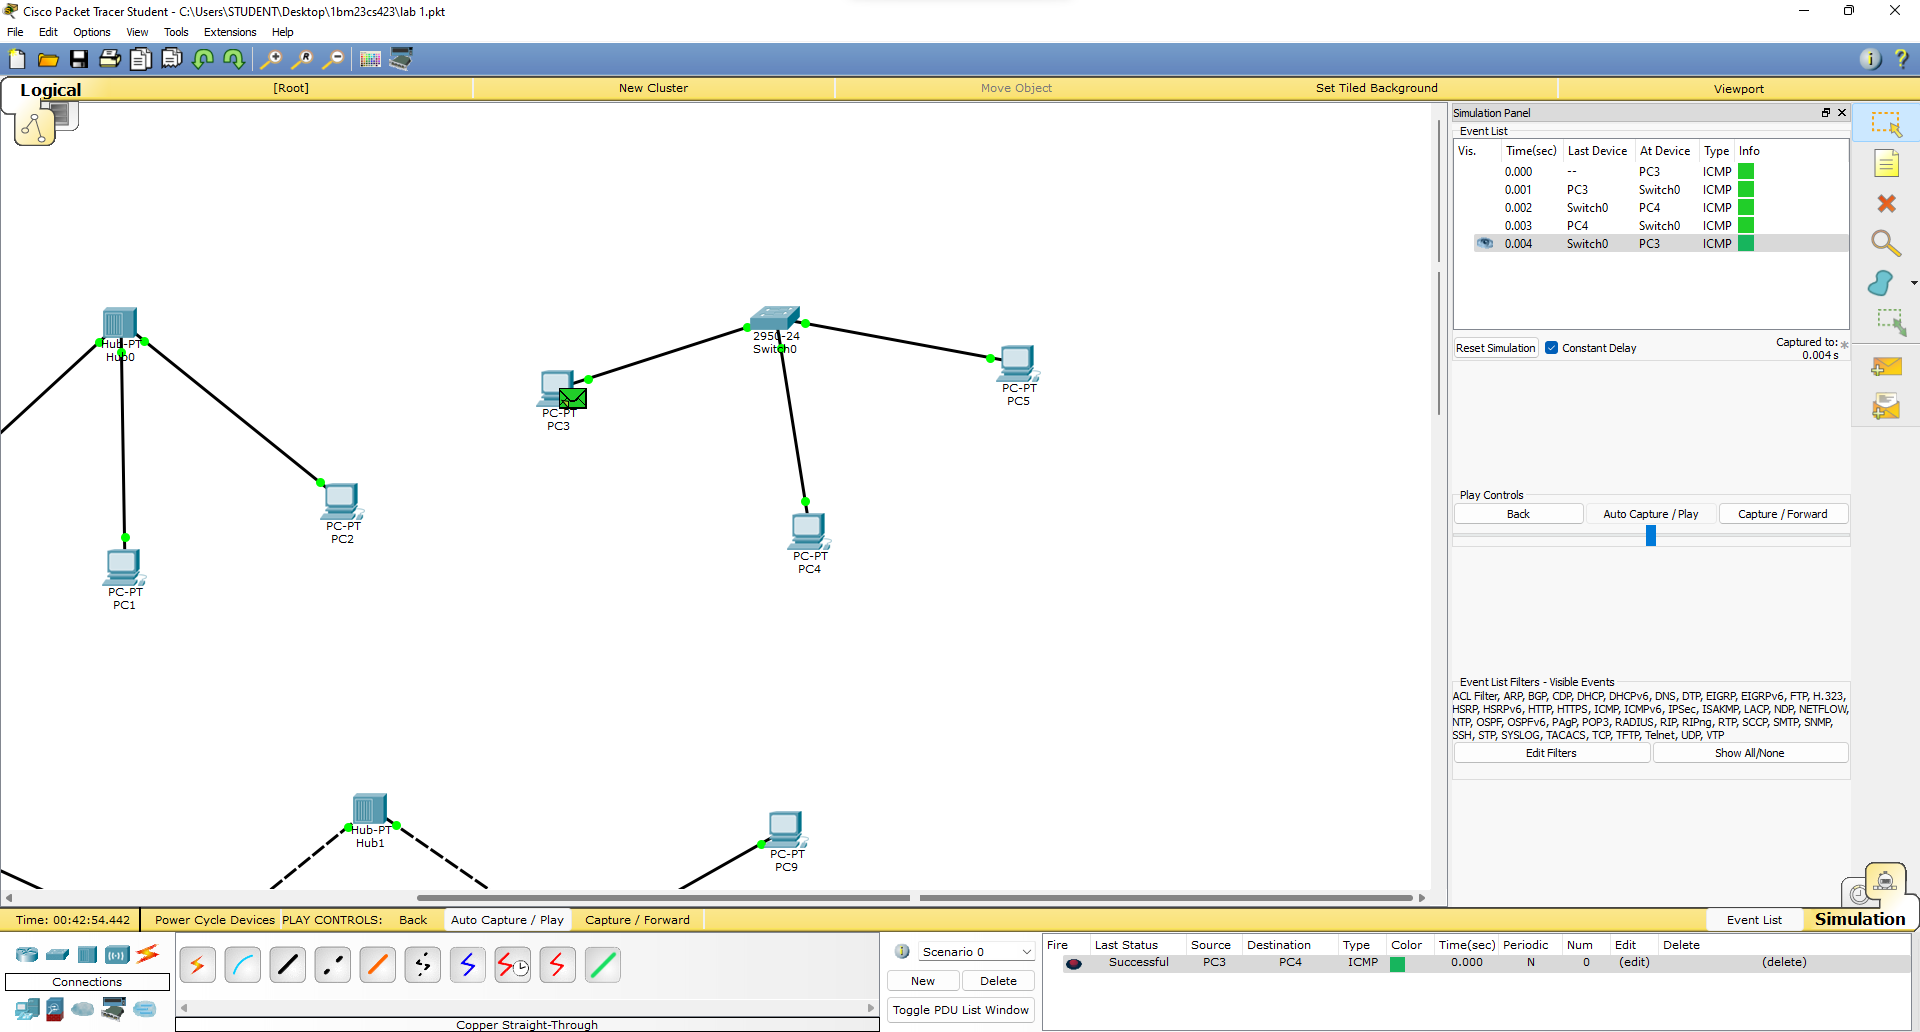 Cisco Packet Tracer Student - C:\Users\STUDENT\Desktop\1bm23cs423\lab 1.pkt
File Edit Options View Tools Extensions Help
Logical [Root] New Cluster Move Object Set Tiled Background Viewport
Simulation Panel
Event List
Vis. Time(sec) Last Device At Device Type Info
0.000 -- PC3 ICMP
0.001 PC3 Switch0 ICMP
0.002 Switch0 PC4 ICMP
0.003 PC4 Switch0 ICMP
0.004 Switch0 PC3 ICMP
Reset Simulation Constant Delay Captured to: *
0.004 s
Hub-PT
Hub0
2950-24
Switch0
PC-PT
PC5
PC-PT
PC3
PC-PT
PC2
PC-PT
PC4
PC-PT
PC1
Play Controls
Back Auto Capture / Play Capture / Forward
Event List Filters - Visible Events
ACL Filter, ARP, BGP, CDP, DHCP, DHCPv6, DNS, DTP, EIGRP, EIGRPv6, FTP, H.323,
HSRP, HSRPv6, HTTP, HTTPS, ICMP, ICMPv6, IPSec, ISAKMP, LACP, NDP, NETFLOW,
NTP, OSPF, OSPFv6, PAgP, POP3, RADIUS, RIP, RIPng, RTP, SCCP, SMTP, SNMP,
SSH, STP, SYSLOG, TACACS, TCP, TFTP, Telnet, UDP, VTP
Edit Filters Show All/None
Hub-PT
Hub1
PC-PT
PC9
Time: 00:42:54.442 Power Cycle Devices PLAY CONTROLS: Back Auto Capture / Play Capture / Forward Event List Simulation
Connections
Copper Straight-Through
Scenario 0
New Delete
Toggle PDU List Window
Fire Last Status Source Destination Type Color Time(sec) Periodic Num Edit Delete
Successful PC3 PC4 ICMP 0.000 N 0 (edit) (delete)